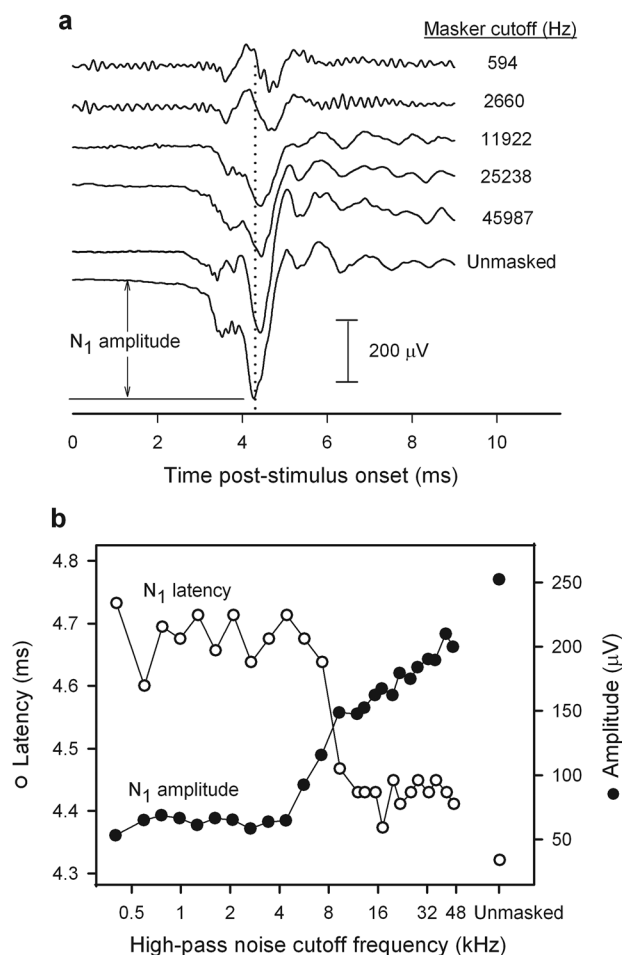 a
Masker cutoff (Hz)
594
2660
11922
25238
45987
Unmasked
N1 amplitude
200 µV
0 2 4 6 8 10
Time post-stimulus onset (ms)
b
4.8
4.7
4.6
4.5
4.4
4.3
Latency (ms)
N1 latency
N1 amplitude
250
200
150
100
50
Amplitude (µV)
0.5 1 2 4 8 16 32 48 Unmasked
High-pass noise cutoff frequency (kHz)